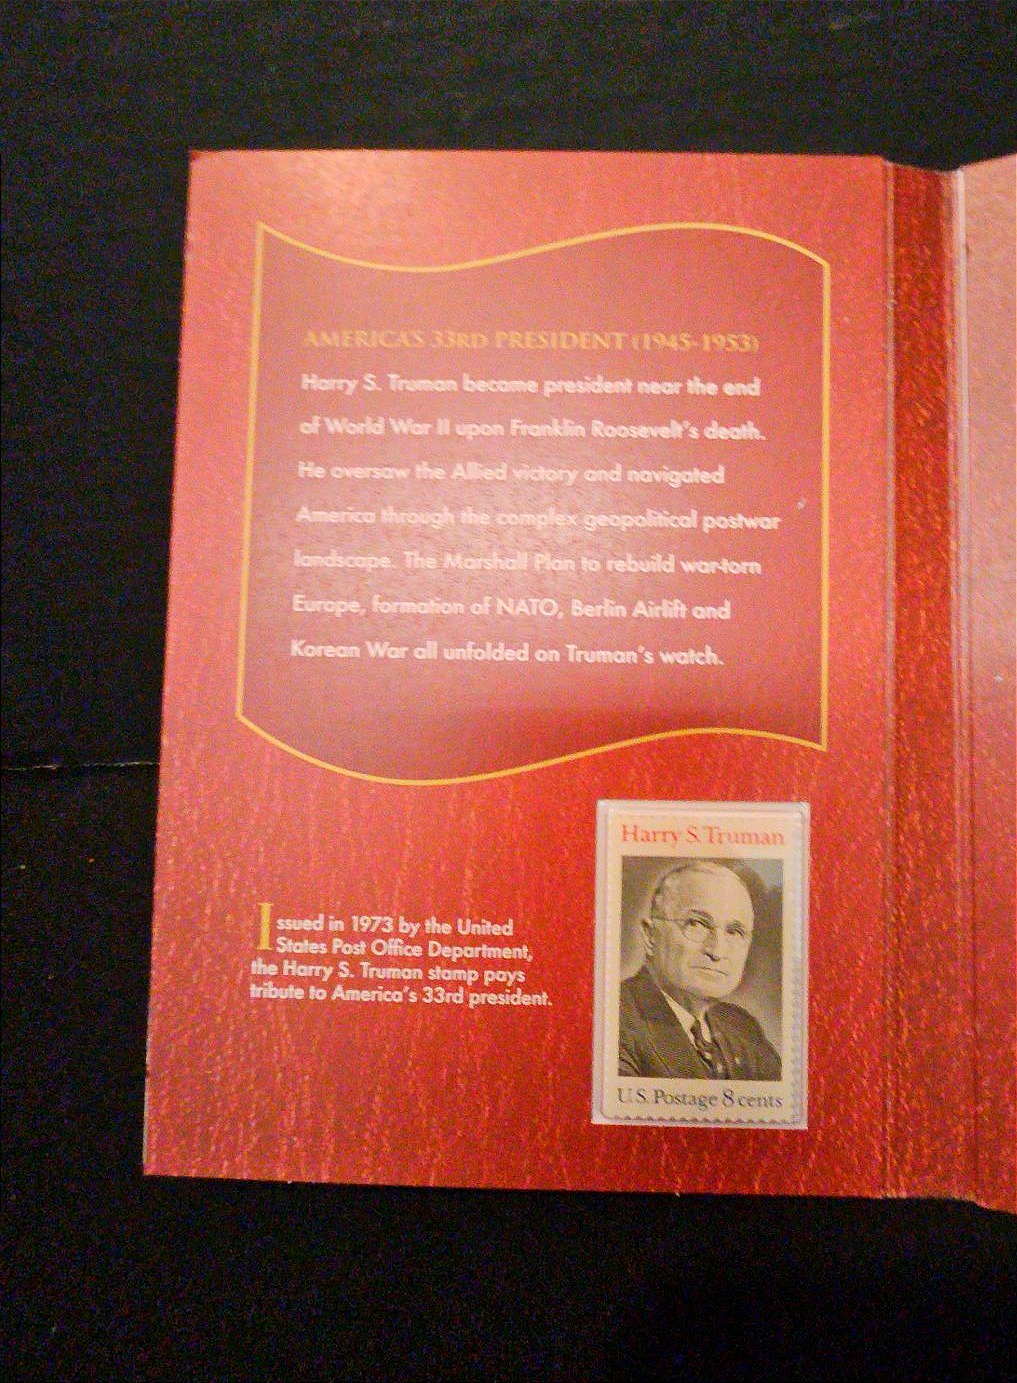 AMERICA'S 33RD PRESIDENT (1945-1953)
Harry S. Truman became president near the end
of World War II upon Franklin Roosevelt's death.
He oversaw the Allied victory and navigated
America through the complex geopolitical postwar
landscape. The Marshall Plan to rebuild war-torn
Europe, formation of NATO, Berlin Airlift and
Korean War all unfolded on Truman's watch.
Issued in 1973 by the United
States Post Office Department,
the Harry S. Truman stamp pays
tribute to America's 33rd president.
Harry S. Truman
U.S. Postage 8 cents